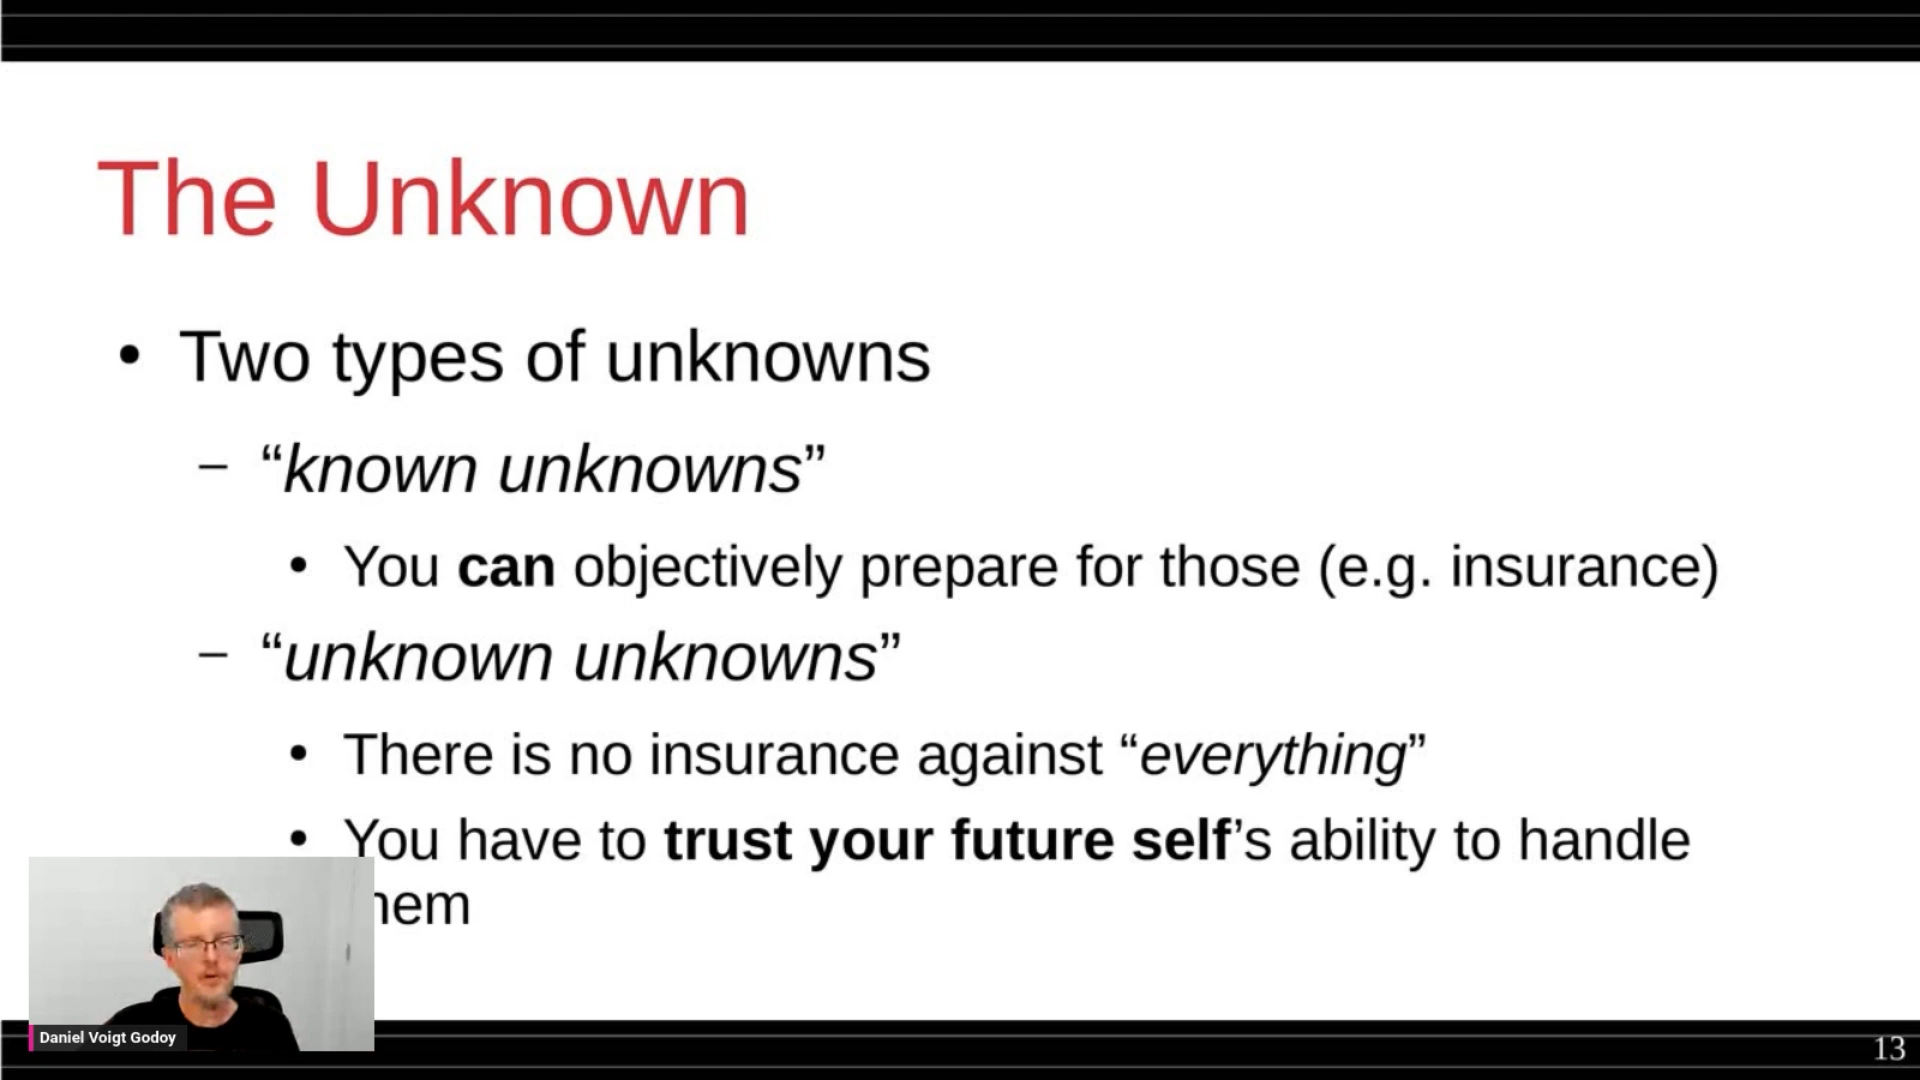 The Unknown
• Two types of unknowns
– “known unknowns”
• You can objectively prepare for those (e.g. insurance)
– “unknown unknowns”
• There is no insurance against “everything”
• You have to trust your future self’s ability to handle
Daniel Voigt Godoy
13